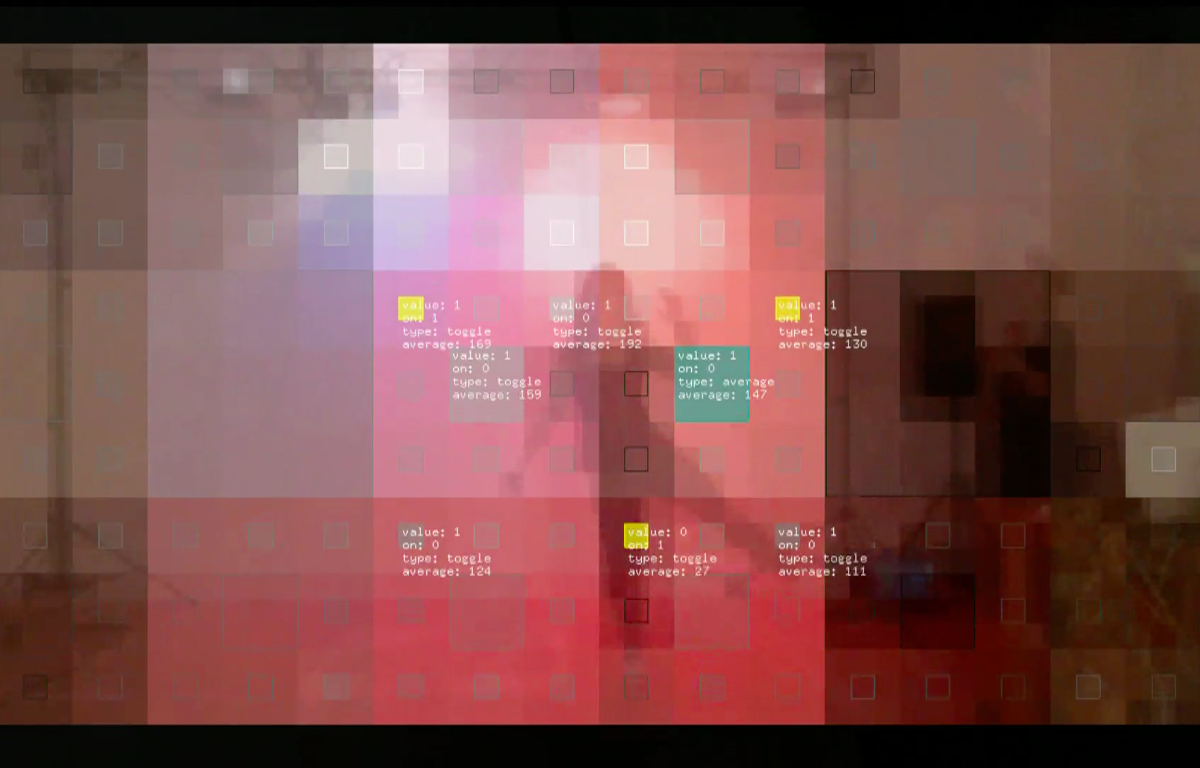 value: 1
on: 1
type: toggle
average: 169
value: 1
on: 0
type: toggle
average: 192
value: 1
on: 1
type: toggle
average: 130
value: 1
on: 0
type: toggle
average: 159
value: 1
on: 0
type: average
average: 147
value: 1
on: 0
type: toggle
average: 124
value: 0
on: 1
type: toggle
average: 27
value: 1
on: 0
type: toggle
average: 111